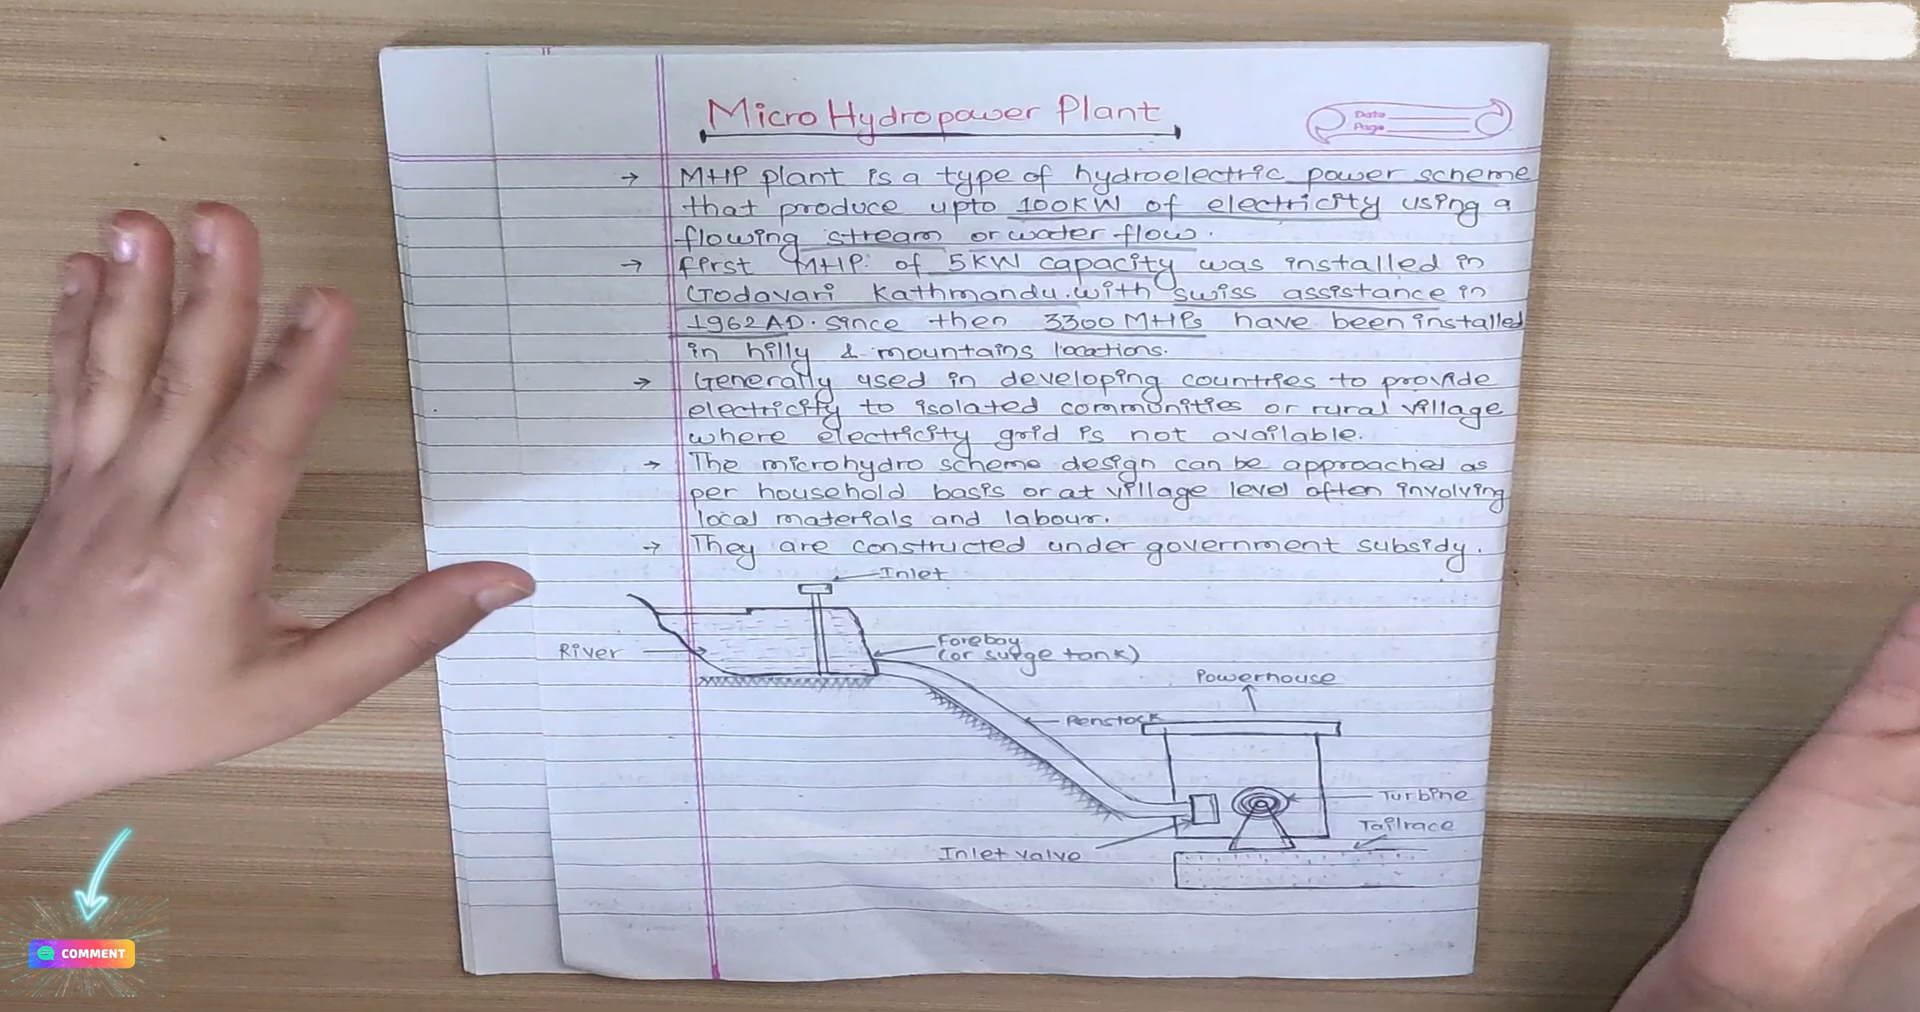 Micro Hydropower Plant
Date
Page
→ MHP plant is a type of hydroelectric power scheme
that produce upto 100KW of electricity using a
flowing stream or water flow.
→ first MHP. of 5KW capacity was installed in
Godavari Kathmandu. with swiss assistance in
1962 AD. since then 3300 MHPs have been installed
in hilly & mountains locations.
→ Generally used in developing countries to provide
electricity to isolated communities or rural village
where electricity grid is not available.
→ The microhydro scheme design can be approached as
per household basis or at village level often involving
local materials and labour.
→ They are constructed under government subsidy.
Inlet
River
Forebay
(or surge tank)
Powerhouse
Penstock
Turbine
Tailrace
Inlet valve
COMMENT